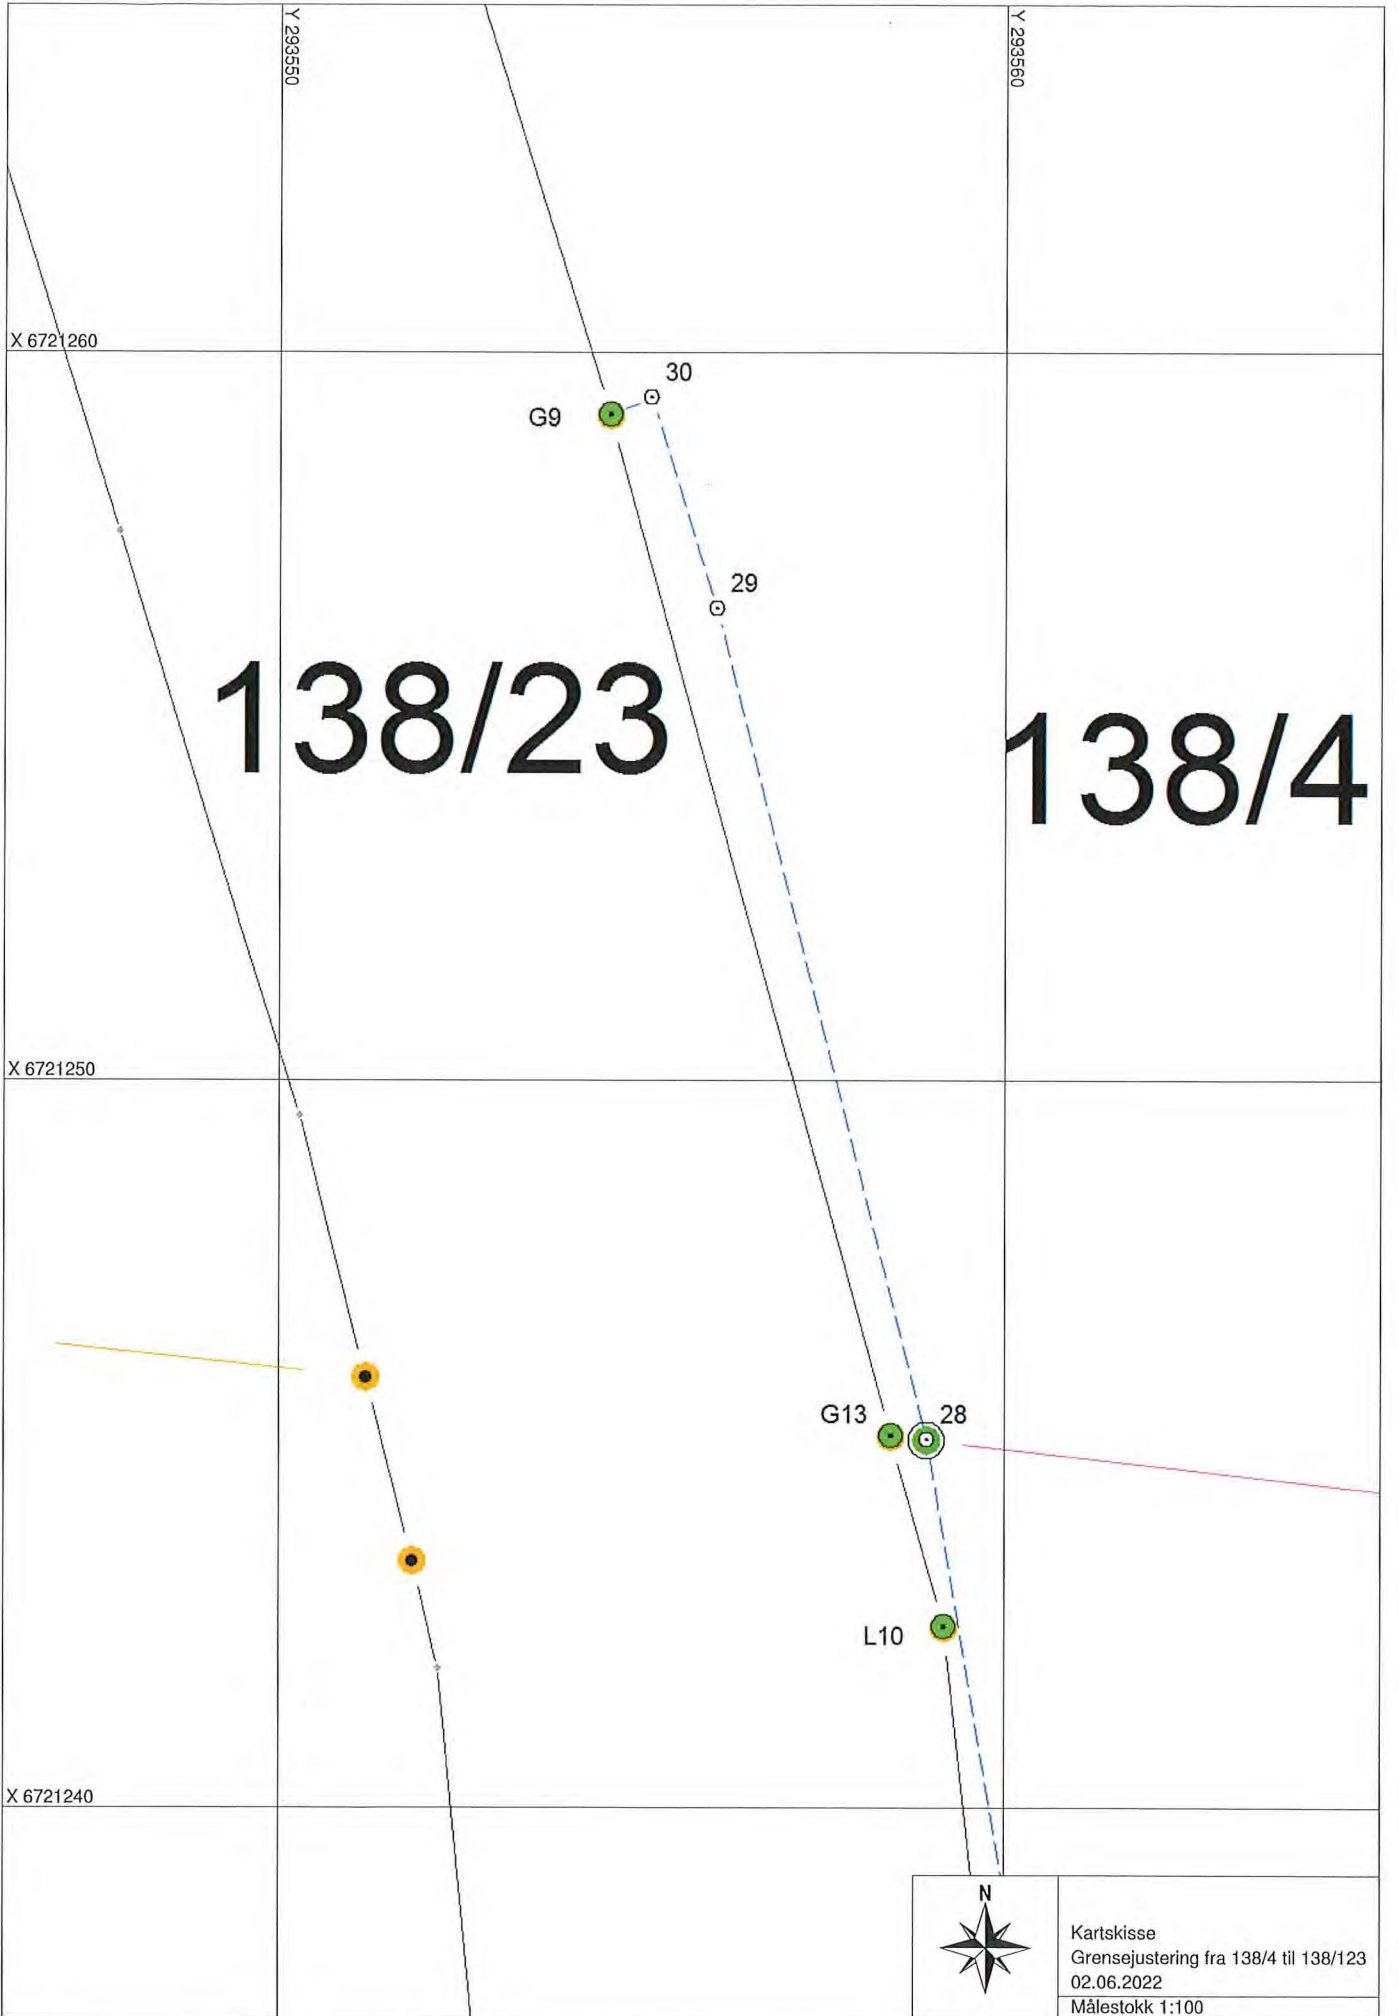 Y 293550
Y 293560
X 6721260
30
G9
29
138/23
138/4
X 6721250
G13
28
L10
X 6721240
N
Kartskisse
Grensejustering fra 138/4 til 138/123
02.06.2022
Målestokk 1:100